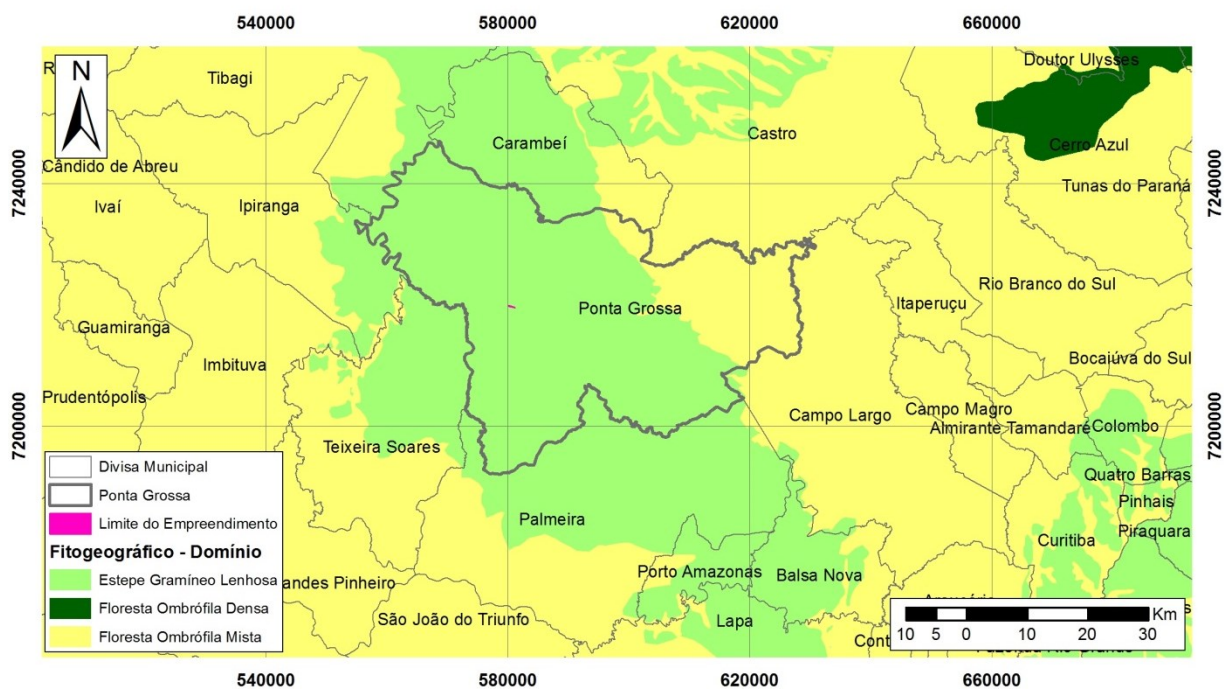 540000 580000 620000 660000
N
R
Tibagi
Doutor Ulysses
Carambeí
Castro
Cerro Azul
Cândido de Abreu
7240000
7240000
Tunas do Paraná
Ivaí
Ipiranga
Rio Branco do Sul
Itaperuçu
Ponta Grossa
Guamiranga
Imbituva
Bocaiúva do Sul
Prudentópolis
Campo Largo
Campo Magro
Almirante Tamandaré
Colombo
7200000
7200000
Teixeira Soares
Quatro Barras
Pinhais
Piraquara
Curitiba
Palmeira
Porto Amazonas
Balsa Nova
andes Pinheiro
São João do Triunfo
Lapa
Cont
Divisa Municipal
Ponta Grossa
Limite do Empreendimento
Fitogeográfico - Domínio
Estepe Gramíneo Lenhosa
Floresta Ombrófila Densa
Floresta Ombrófila Mista
Km
10 5 0 10 20 30
540000 580000 620000 660000